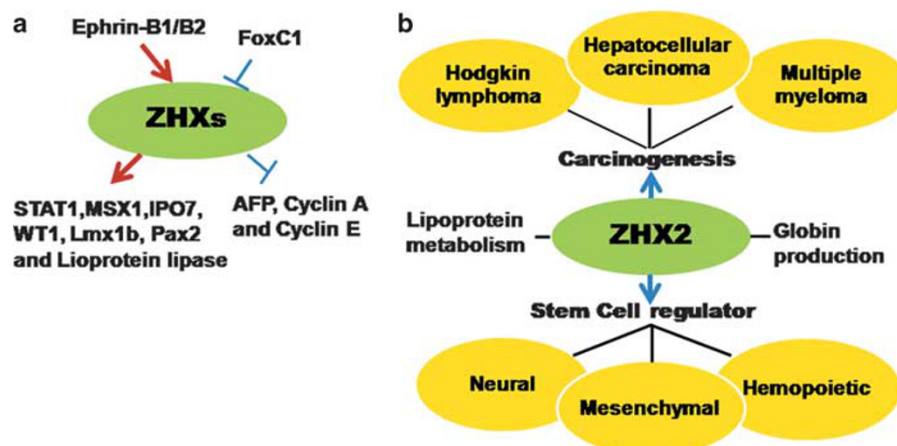 a
Ephrin-B1/B2
FoxC1
ZHXs
STAT1,MSX1,IPO7,
WT1, Lmx1b, Pax2
and Lioprotein lipase
AFP, Cyclin A
and Cyclin E
b
Hodgkin
lymphoma
Hepatocellular
carcinoma
Multiple
myeloma
Carcinogenesis
Lipoprotein
metabolism
ZHX2
Globin
production
Stem Cell regulator
Neural
Mesenchymal
Hemopoietic